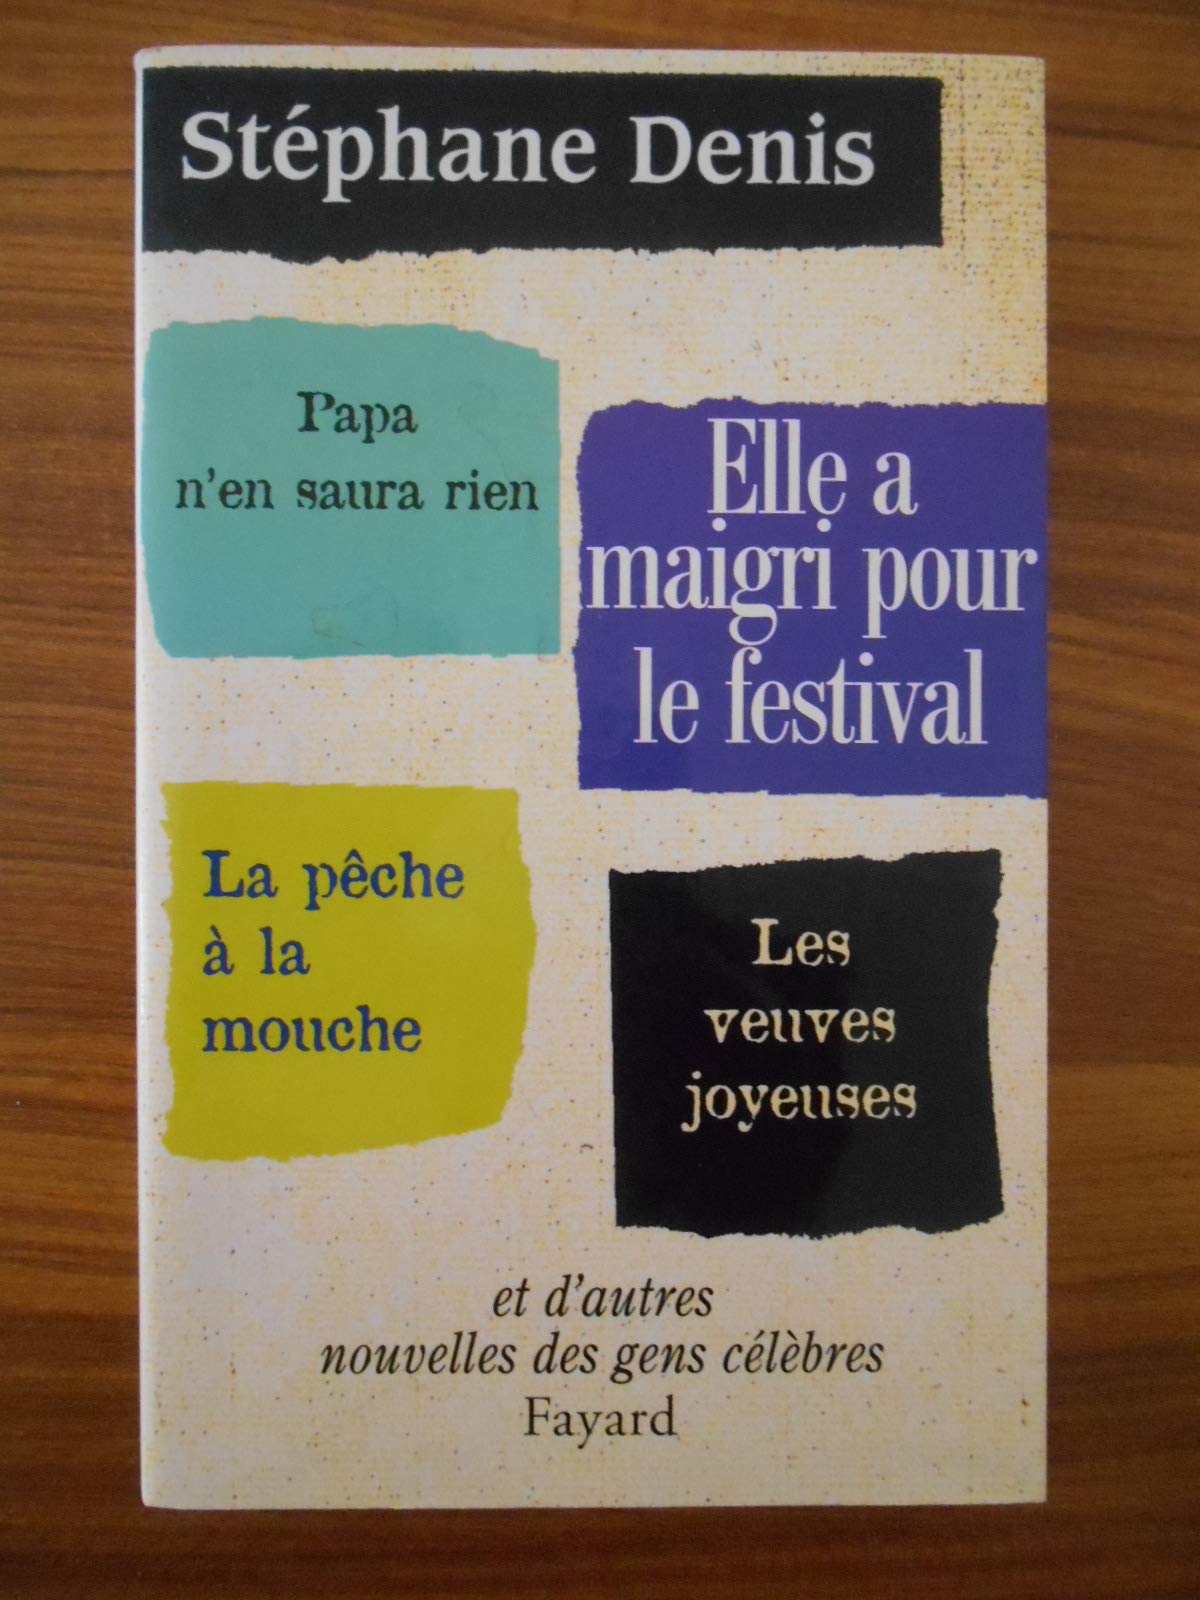 Stéphane Denis
Papa
n'en saura rien
Elle a
maigri pour
le festival
La pêche
à la
mouche
Les
veuves
joyeuses
et d'autres
nouvelles des gens célèbres
Fayard